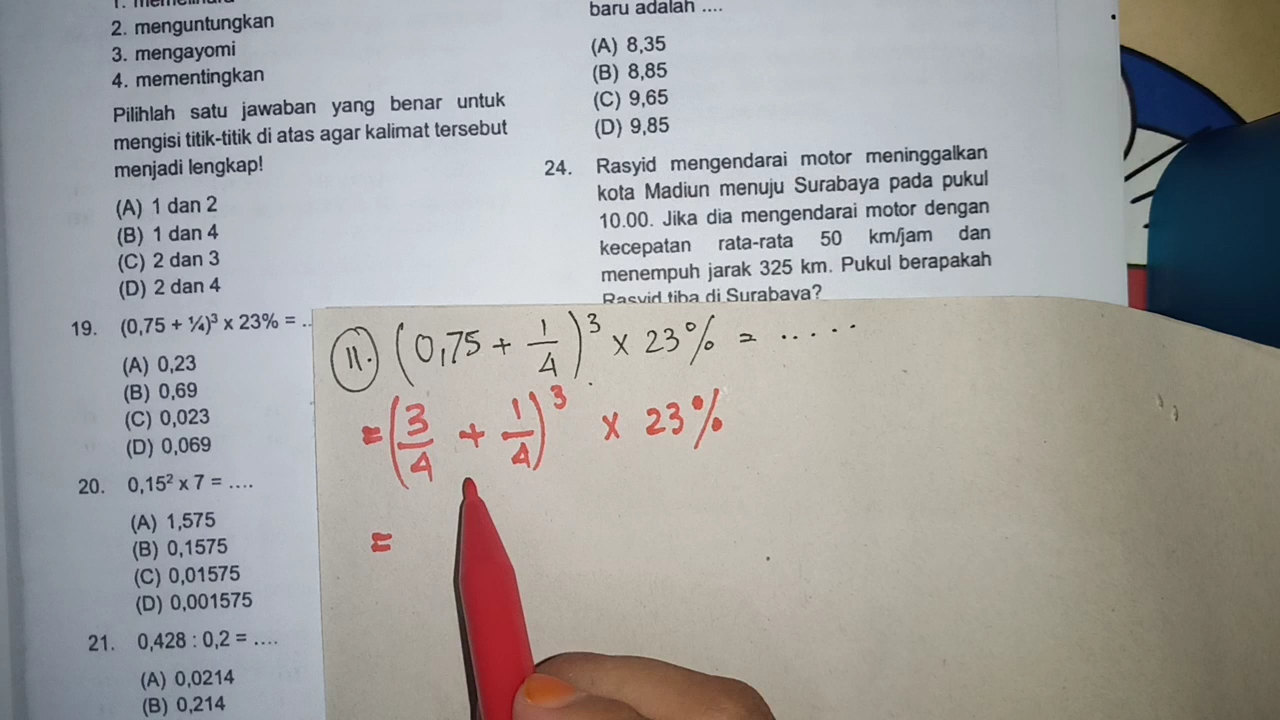 2. menguntungkan
3. mengayomi
4. mementingkan
Pilihlah satu jawaban yang benar untuk
mengisi titik-titik di atas agar kalimat tersebut
menjadi lengkap!
(A) 1 dan 2
(B) 1 dan 4
(C) 2 dan 3
(D) 2 dan 4
19. (0,75 + ¼)³ x 23% = ..
(A) 0,23
(B) 0,69
(C) 0,023
(D) 0,069
20. 0,15² x 7 = ....
(A) 1,575
(B) 0,1575
(C) 0,01575
(D) 0,001575
21. 0,428 : 0,2 = ....
(A) 0,0214
(B) 0,214
baru adalah ....
(A) 8,35
(B) 8,85
(C) 9,65
(D) 9,85
24. Rasyid mengendarai motor meninggalkan
kota Madiun menuju Surabaya pada pukul
10.00. Jika dia mengendarai motor dengan
kecepatan rata-rata 50 km/jam dan
menempuh jarak 325 km. Pukul berapakah
Rasyid tiba di Surabaya?
11. (0,75 + 1/4)³ x 23% = .....
= (3/4 + 1/4)³ x 23%
=